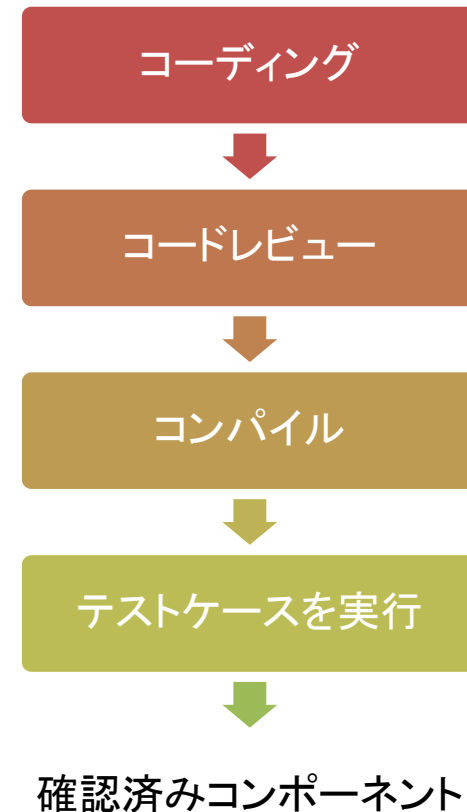 コーディング
コードレビュー
コンパイル
テストケースを実行
確認済みコンポーネント